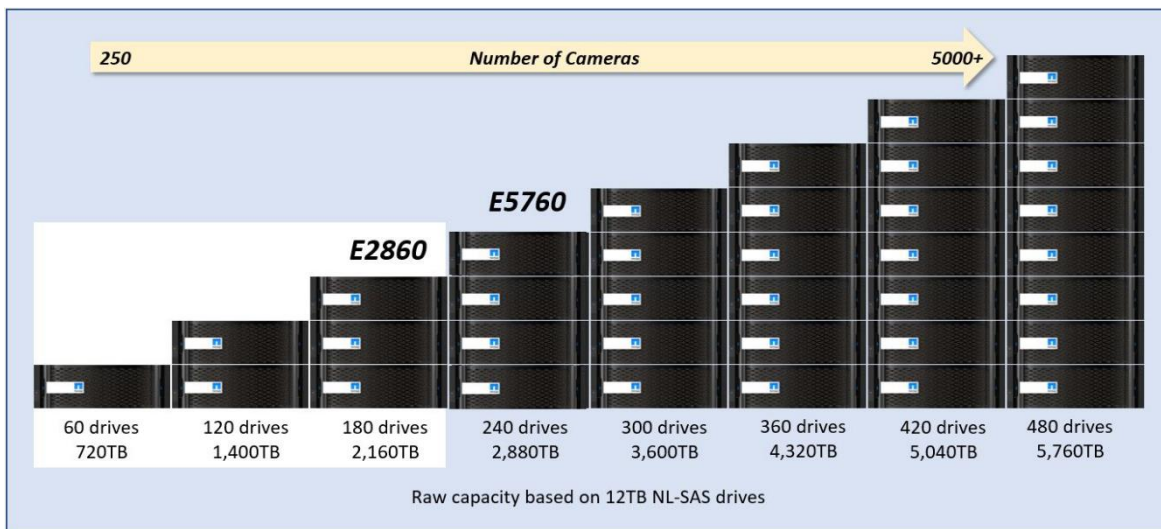 250 Number of Cameras 5000+
E5760
E2860
60 drives 120 drives 180 drives 240 drives 300 drives 360 drives 420 drives 480 drives
720TB 1,400TB 2,160TB 2,880TB 3,600TB 4,320TB 5,040TB 5,760TB
Raw capacity based on 12TB NL-SAS drives